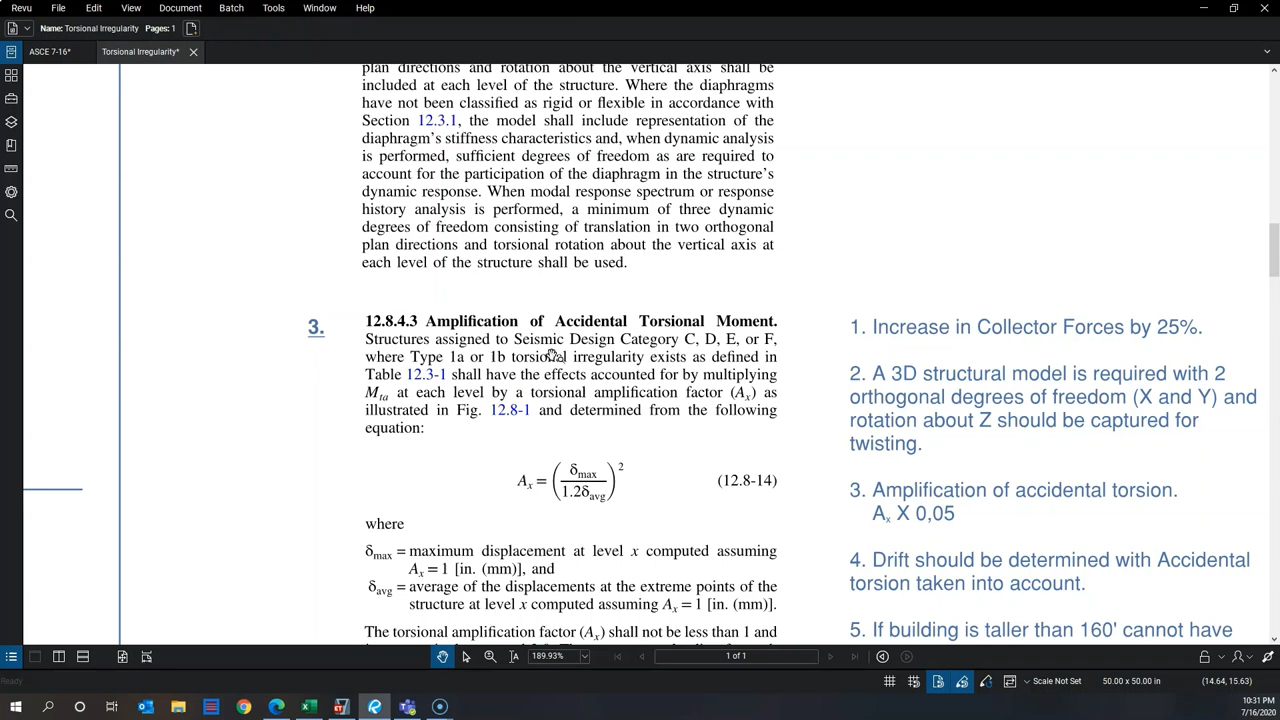 Revu File Edit View Document Batch Tools Window Help
Name: Torsional Irregularity Pages: 1
ASCE 7-16* Torsional Irregularity*
plan directions and rotation about the vertical axis shall be
included at each level of the structure. Where the diaphragms
have not been classified as rigid or flexible in accordance with
Section 12.3.1, the model shall include representation of the
diaphragm's stiffness characteristics and, when dynamic analysis
is performed, sufficient degrees of freedom as are required to
account for the participation of the diaphragm in the structure's
dynamic response. When modal response spectrum or response
history analysis is performed, a minimum of three dynamic
degrees of freedom consisting of translation in two orthogonal
plan directions and torsional rotation about the vertical axis at
each level of the structure shall be used.
3.
12.8.4.3 Amplification of Accidental Torsional Moment.
Structures assigned to Seismic Design Category C, D, E, or F,
where Type 1a or 1b torsional irregularity exists as defined in
Table 12.3-1 shall have the effects accounted for by multiplying
Mta at each level by a torsional amplification factor (Ax) as
illustrated in Fig. 12.8-1 and determined from the following
equation:
Ax = (δmax / 1.2δavg)² (12.8-14)
where
δmax = maximum displacement at level x computed assuming
Ax = 1 [in. (mm)], and
δavg = average of the displacements at the extreme points of the
structure at level x computed assuming Ax = 1 [in. (mm)].
The torsional amplification factor (Ax) shall not be less than 1 and
1. Increase in Collector Forces by 25%.
2. A 3D structural model is required with 2
orthogonal degrees of freedom (X and Y) and
rotation about Z should be captured for
twisting.
3. Amplification of accidental torsion.
Ax X 0,05
4. Drift should be determined with Accidental
torsion taken into account.
5. If building is taller than 160' cannot have
189.93% 1 of 1
Ready Scale Not Set 50.00 x 50.00 in (14.64, 15.63)
10:31 PM
7/16/2020